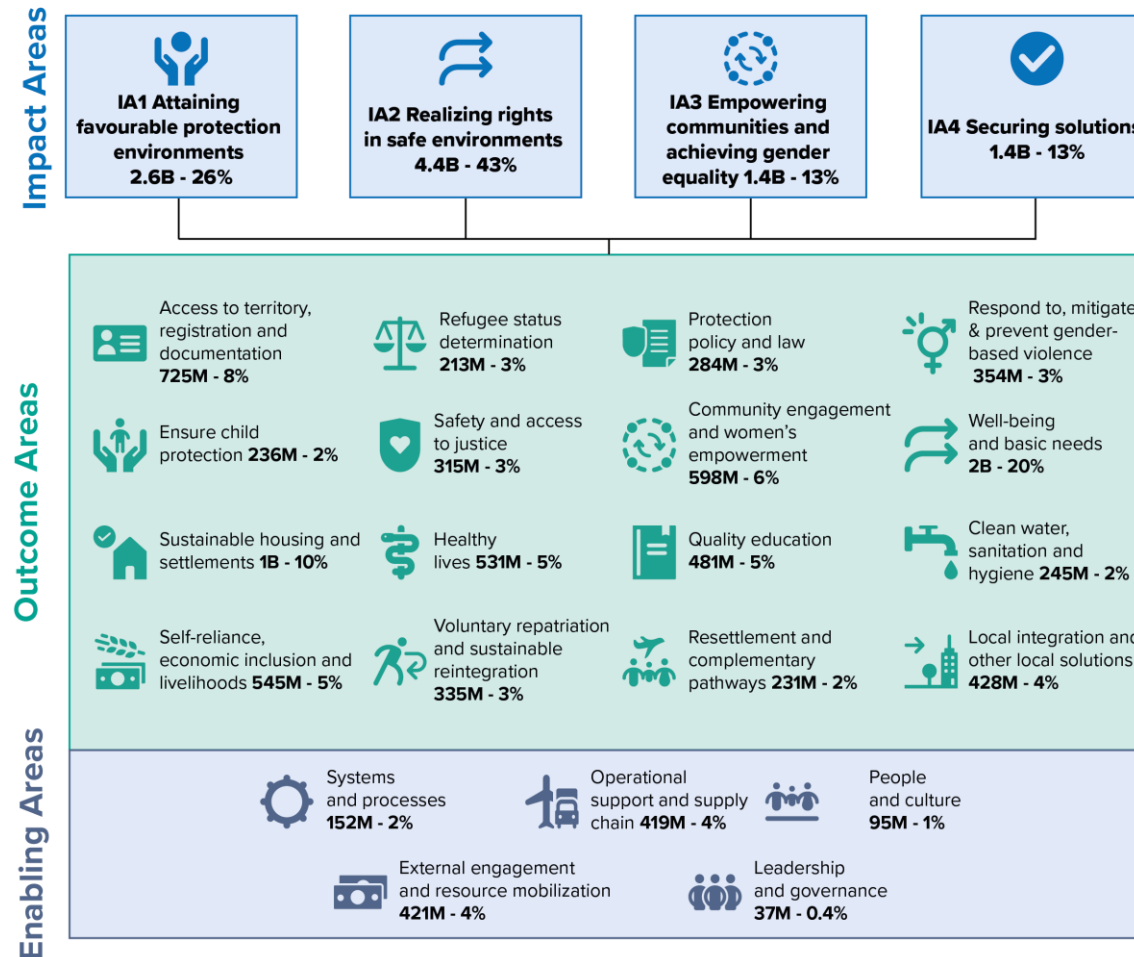 Impact Areas
IA1 Attaining
favourable protection
environments
2.6B - 26%
IA2 Realizing rights
in safe environments
4.4B - 43%
IA3 Empowering
communities and
achieving gender
equality 1.4B - 13%
IA4 Securing solutions
1.4B - 13%
Outcome Areas
Access to territory,
registration and
documentation
725M - 8%
Refugee status
determination
213M - 3%
Protection
policy and law
284M - 3%
Respond to, mitigate
& prevent gender-
based violence
354M - 3%
Ensure child
protection 236M - 2%
Safety and access
to justice
315M - 3%
Community engagement
and women's
empowerment
598M - 6%
Well-being
and basic needs
2B - 20%
Sustainable housing and
settlements 1B - 10%
Healthy
lives 531M - 5%
Quality education
481M - 5%
Clean water,
sanitation and
hygiene 245M - 2%
Self-reliance,
economic inclusion and
livelihoods 545M - 5%
Voluntary repatriation
and sustainable
reintegration
335M - 3%
Resettlement and
complementary
pathways 231M - 2%
Local integration and
other local solutions
428M - 4%
Enabling Areas
Systems
and processes
152M - 2%
Operational
support and supply
chain 419M - 4%
People
and culture
95M - 1%
External engagement
and resource mobilization
421M - 4%
Leadership
and governance
37M - 0.4%